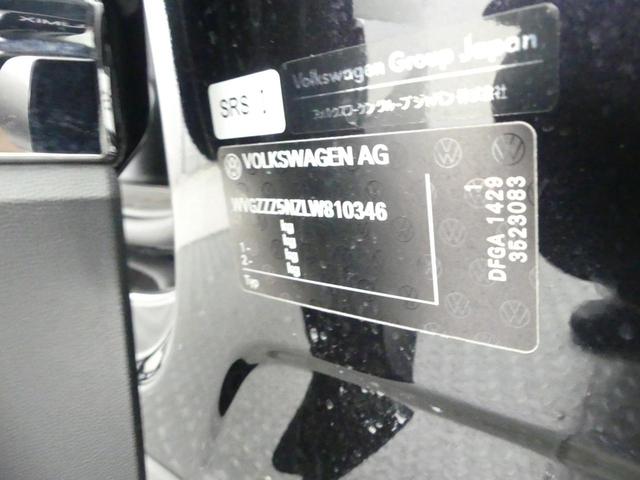 SRS
Volkswagen Group Japan
フォルクスワーゲン グループ ジャパン 株式会社
VOLKSWAGEN AG
WVGZZZ5NZLW810346
kg
kg
1- kg
2- kg
Typ
1
DFGA 1429
3523083